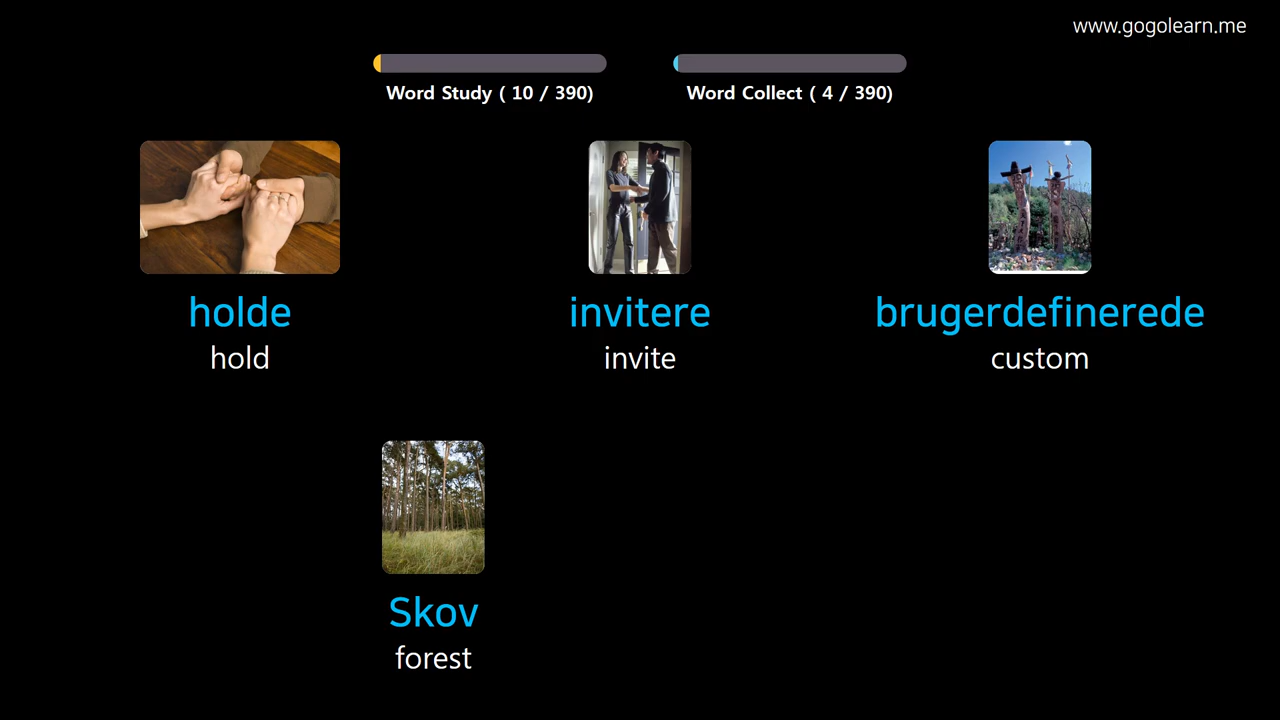 www.gogolearn.me
Word Study ( 10 / 390)
Word Collect ( 4 / 390)
holde
hold
invitere
invite
brugerdefinerede
custom
Skov
forest